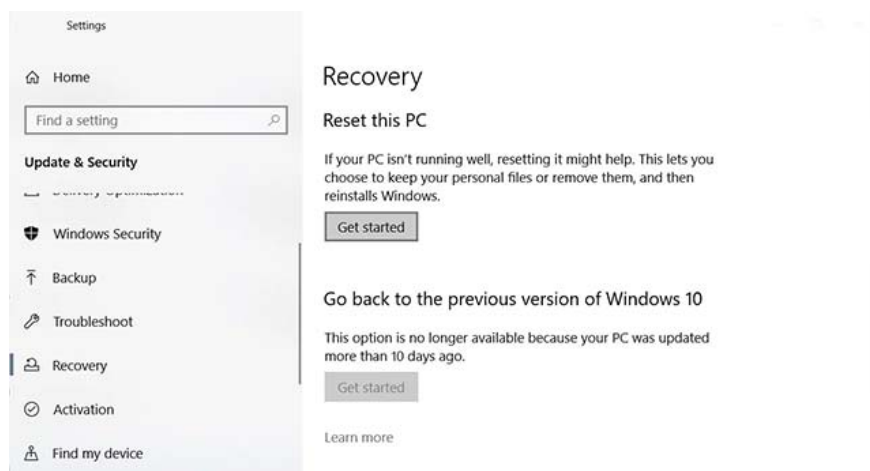 Settings
Home
Find a setting
Update & Security
Delivery Optimization
Windows Security
Backup
Troubleshoot
Recovery
Activation
Find my device
Recovery
Reset this PC
If your PC isn't running well, resetting it might help. This lets you
choose to keep your personal files or remove them, and then
reinstalls Windows.
Get started
Go back to the previous version of Windows 10
This option is no longer available because your PC was updated
more than 10 days ago.
Get started
Learn more